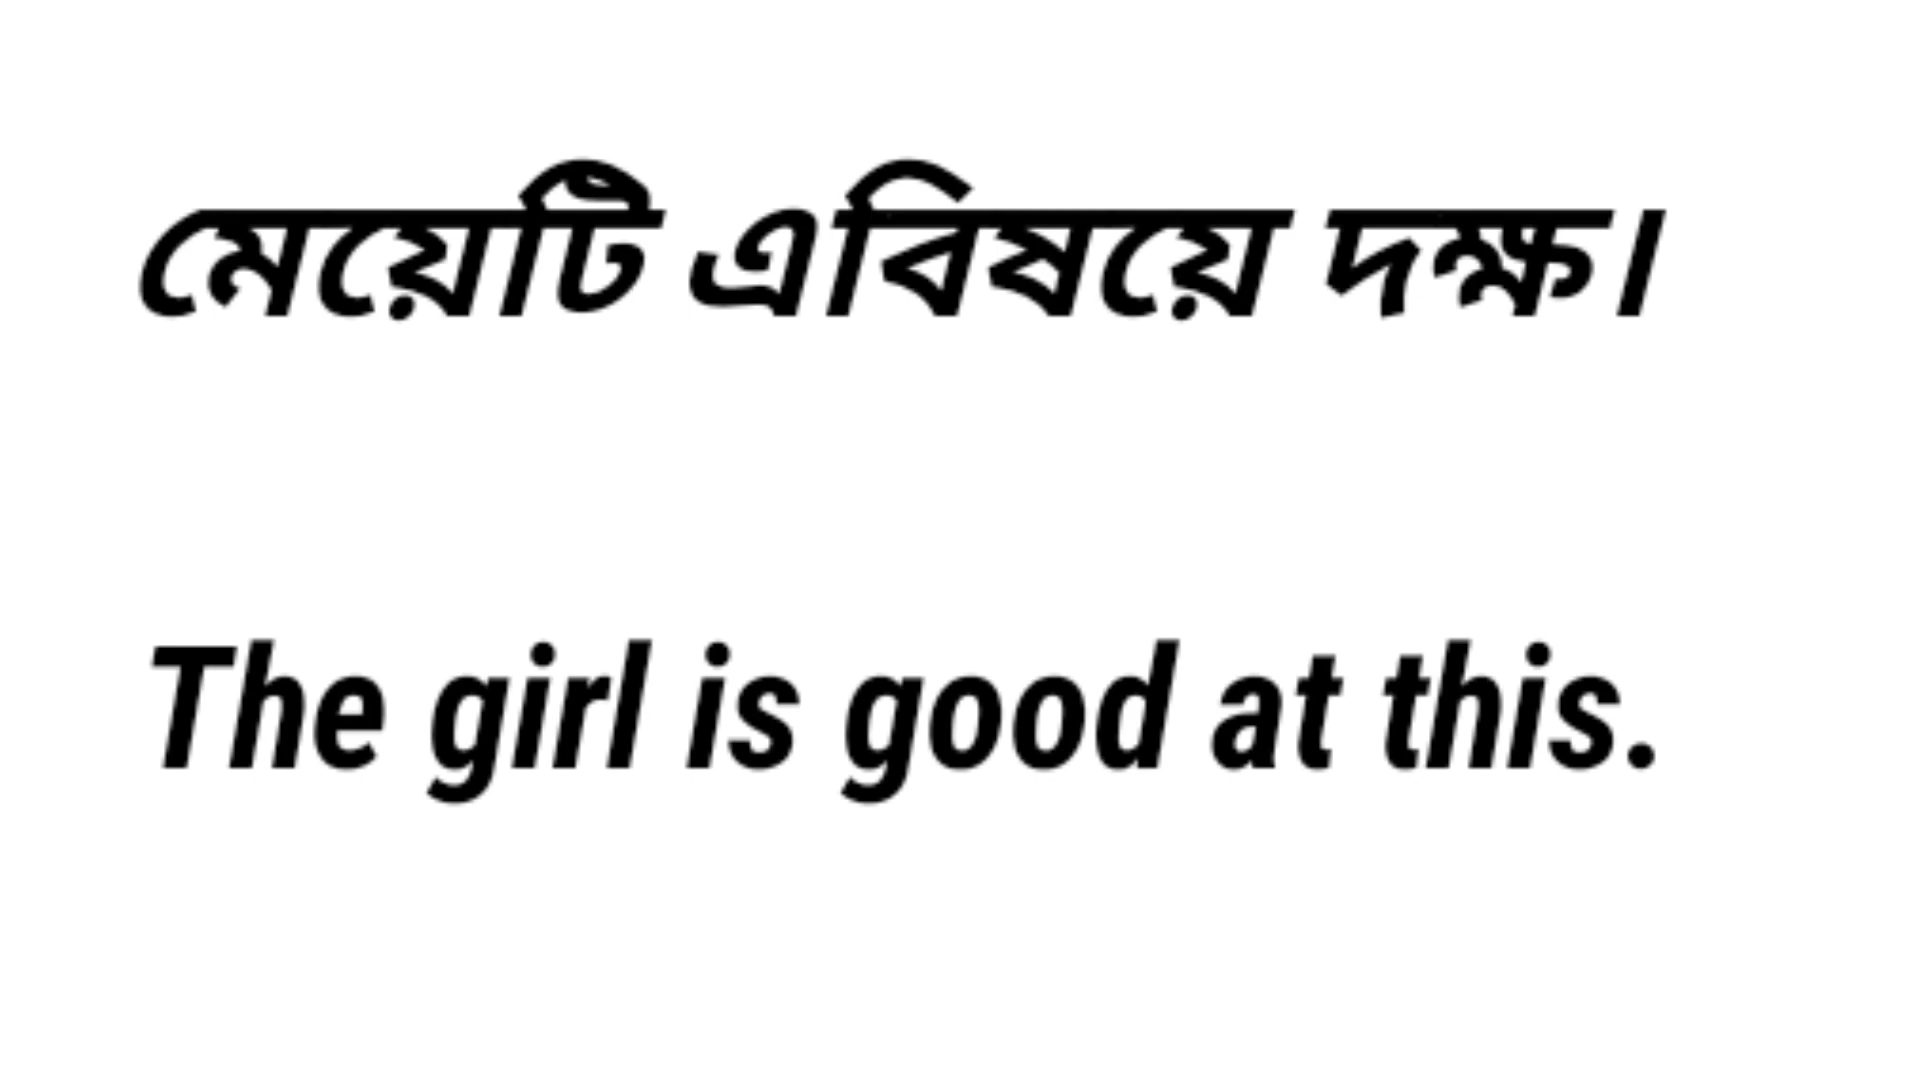 মেয়েটি এবিষয়ে দক্ষ।
The girl is good at this.